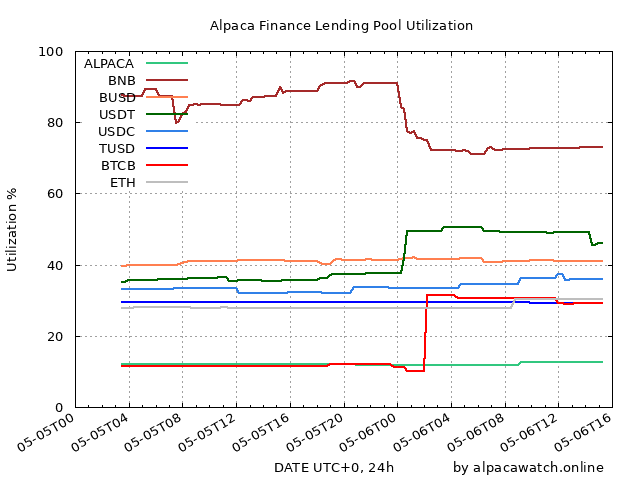 Alpaca Finance Lending Pool Utilization
100
80
60
40
20
0
Utilization %
ALPACA
BNB
BUSD
USDT
USDC
TUSD
BTCB
ETH
05-05T00
05-05T04
05-05T08
05-05T12
05-05T16
05-05T20
05-06T00
05-06T04
05-06T08
05-06T12
05-06T16
DATE UTC+0, 24h
by alpacawatch.online